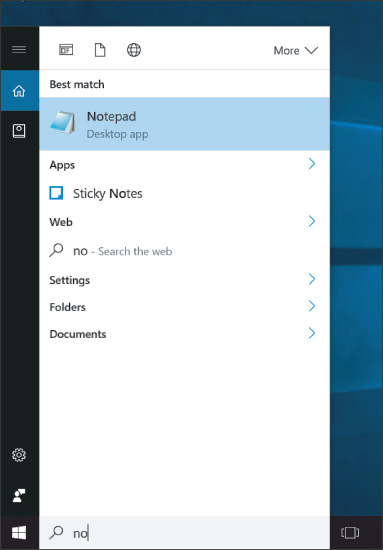 More
Best match
Notepad
Desktop app
Apps
Sticky Notes
Web
no - Search the web
Settings
Folders
Documents
no